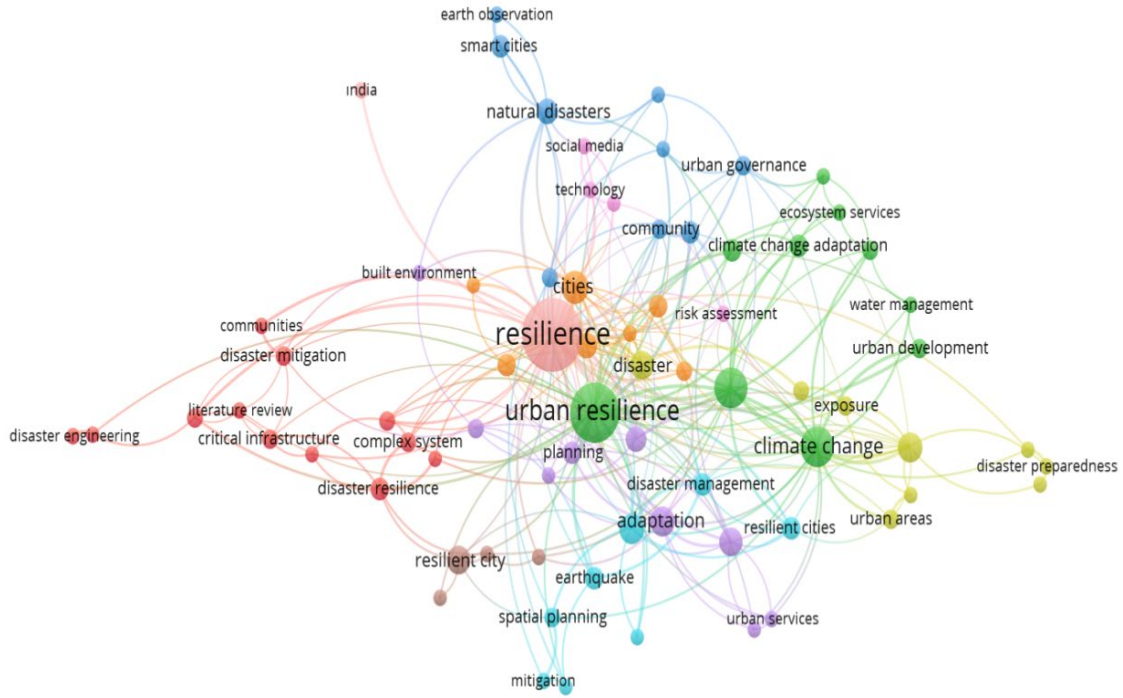 earth observation
smart cities
india
natural disasters
social media
urban governance
technology
ecosystem services
community
climate change adaptation
built environment
cities
water management
risk assessment
communities
resilience
urban development
disaster mitigation
disaster
exposure
literature review
urban resilience
disaster engineering
critical infrastructure
complex system
climate change
planning
disaster preparedness
disaster resilience
disaster management
urban areas
adaptation
resilient cities
resilient city
earthquake
spatial planning
urban services
mitigation